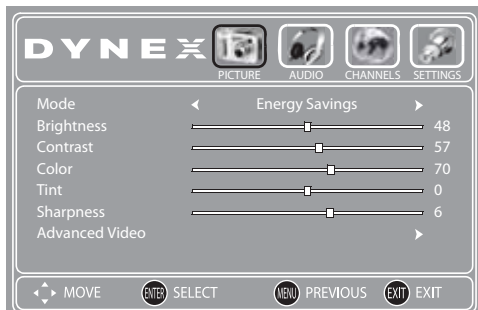 DYNEX
PICTURE AUDIO CHANNELS SETTINGS
Mode Energy Savings
Brightness 48
Contrast 57
Color 70
Tint 0
Sharpness 6
Advanced Video
MOVE ENTER SELECT MENU PREVIOUS EXIT EXIT